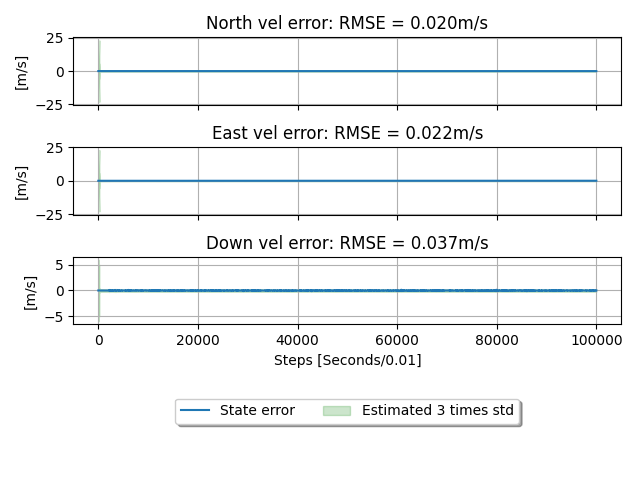 North vel error: RMSE = 0.020m/s
25
0
−25
[m/s]
East vel error: RMSE = 0.022m/s
25
0
−25
[m/s]
Down vel error: RMSE = 0.037m/s
5
0
−5
[m/s]
0 20000 40000 60000 80000 100000
Steps [Seconds/0.01]
State error Estimated 3 times std